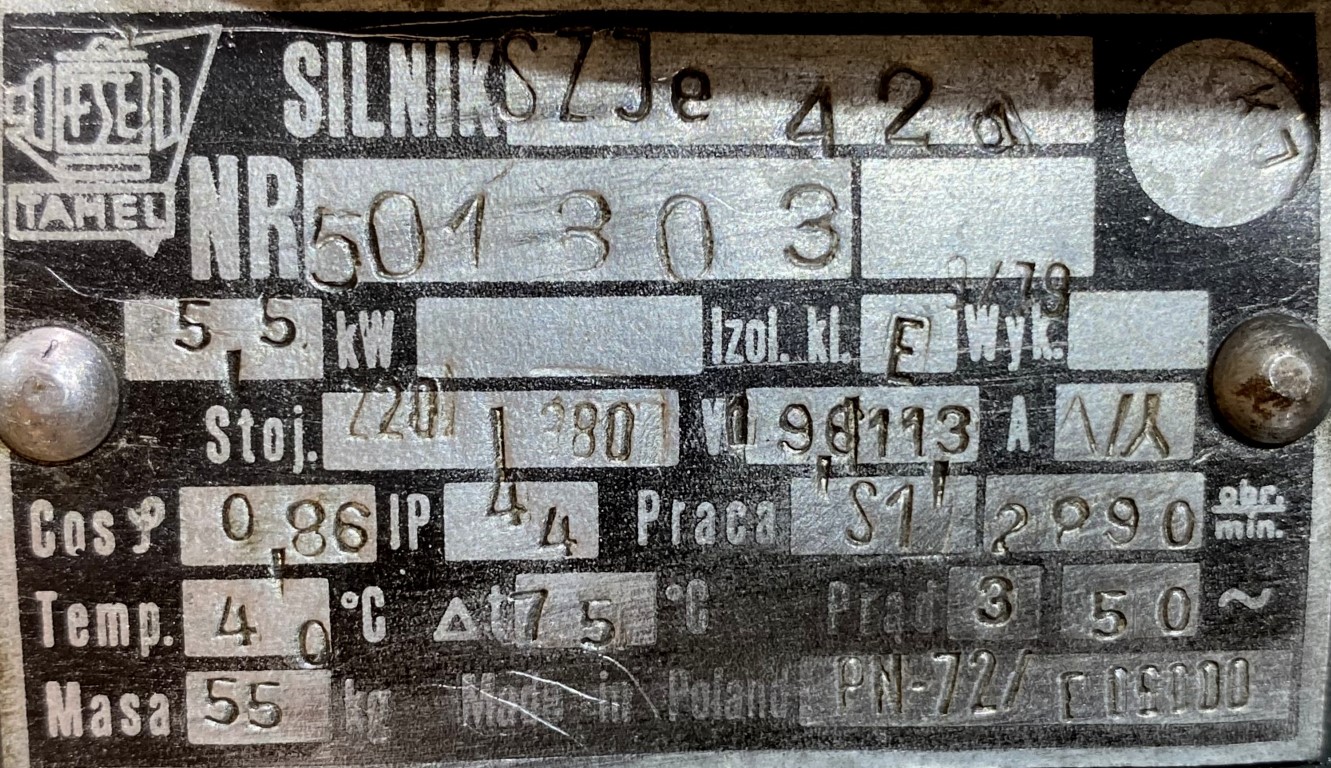 FSE
TAMEL
SILNIK SZJe 42a
NR 501303
5,5 kW Izol. kl. E Wyk.
Stoj. 220/380 V 19,8/11,3 A
Cos φ 0,86 IP 44 Praca S1 2890 obr. min.
Temp. 40 °C Δt 75 °C Prąd 3 50 ~
Masa 55 kg Made in Poland PN-72/E 05000